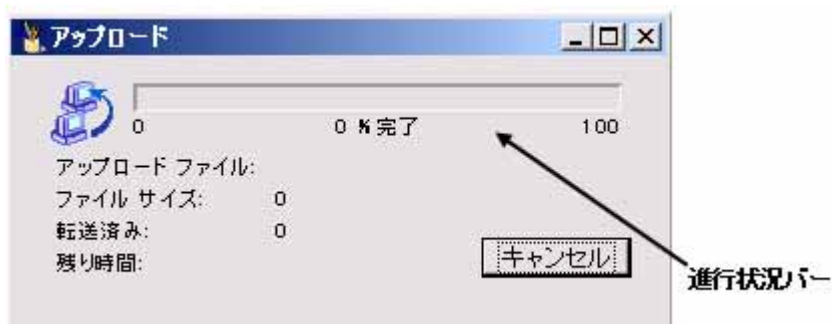 アップロード
0 0 % 完了 100
アップロード ファイル:
ファイル サイズ: 0
転送済み: 0
残り時間:
キャンセル
進行状況バー